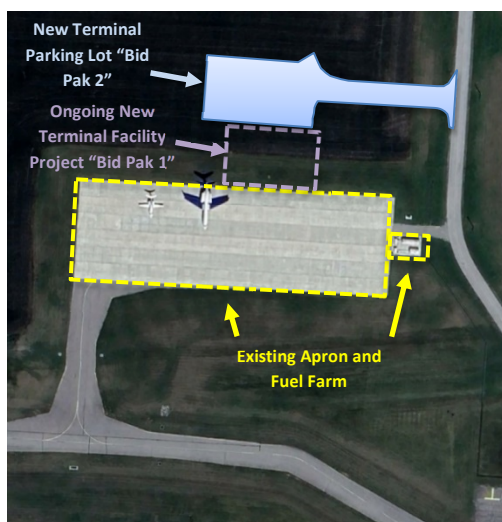 New Terminal
Parking Lot “Bid
Pak 2”
Ongoing New
Terminal Facility
Project “Bid Pak 1”
Existing Apron and
Fuel Farm